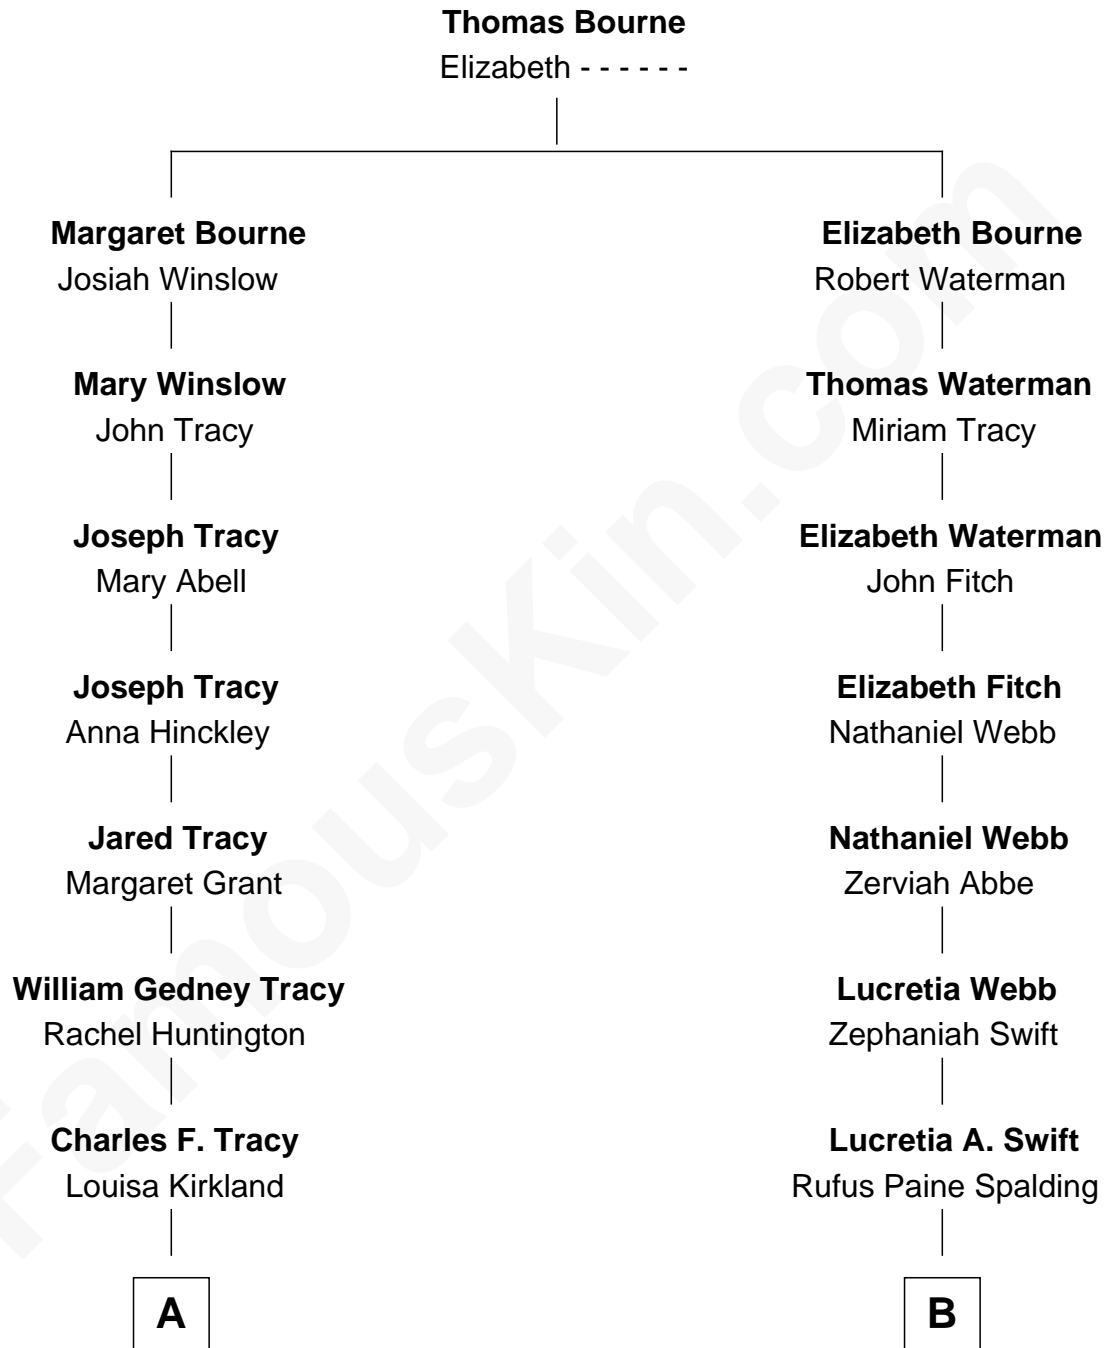 Thomas Bourne
Elizabeth - - - - - -
Margaret Bourne
Josiah Winslow
Elizabeth Bourne
Robert Waterman
Mary Winslow
John Tracy
Thomas Waterman
Miriam Tracy
Joseph Tracy
Mary Abell
Elizabeth Waterman
John Fitch
Joseph Tracy
Anna Hinckley
Elizabeth Fitch
Nathaniel Webb
Jared Tracy
Margaret Grant
Nathaniel Webb
Zerviah Abbe
William Gedney Tracy
Rachel Huntington
Lucretia Webb
Zephaniah Swift
Charles F. Tracy
Louisa Kirkland
Lucretia A. Swift
Rufus Paine Spalding
A
B
FamousKin.com